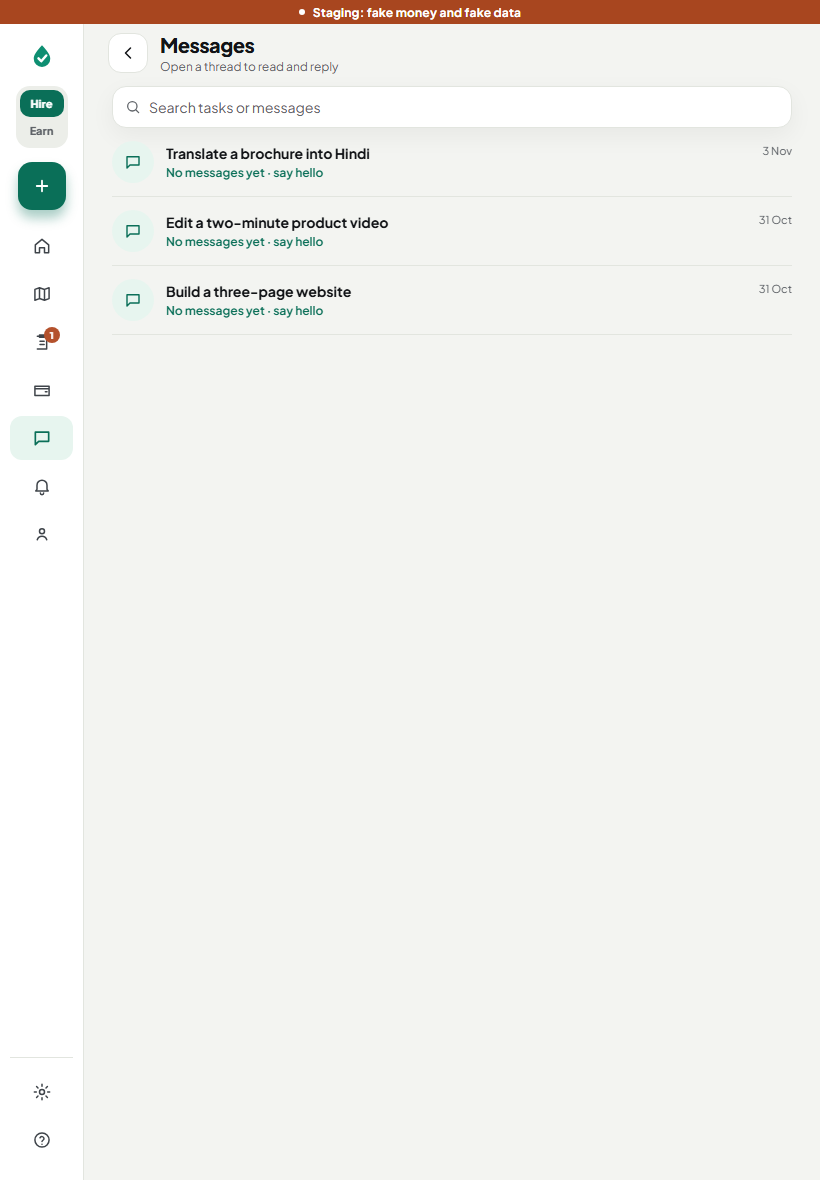 Staging: fake money and fake data
Hire
Earn
1
Messages
Open a thread to read and reply
Search tasks or messages
Translate a brochure into Hindi
3 Nov
No messages yet · say hello
Edit a two-minute product video
31 Oct
No messages yet · say hello
Build a three-page website
31 Oct
No messages yet · say hello